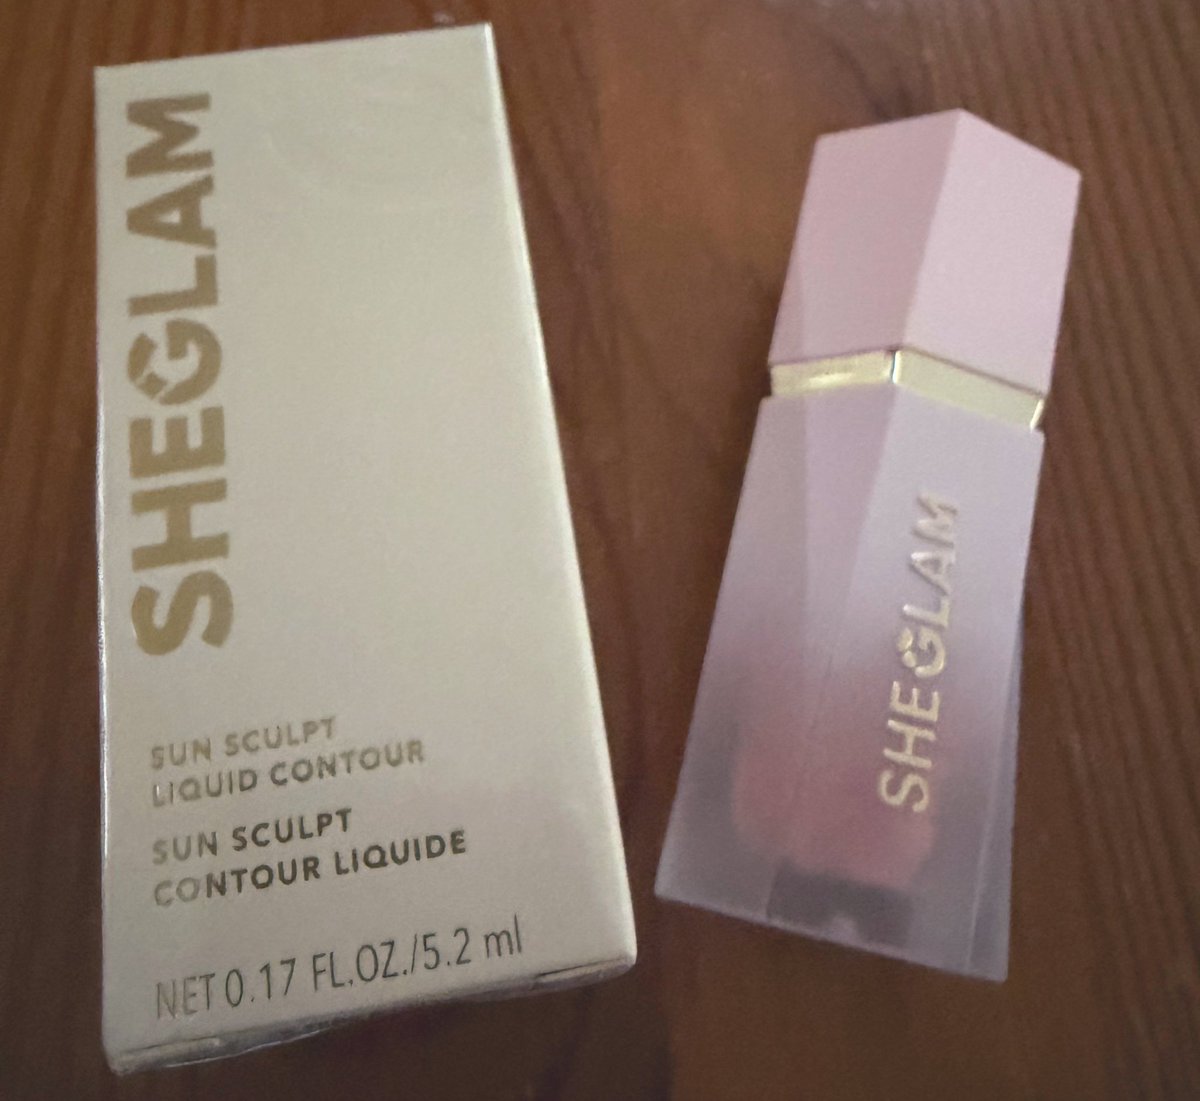 SHEGLAM
SUN SCULPT
LIQUID CONTOUR
SUN SCULPT
CONTOUR LIQUIDE
NET 0.17 FL.OZ./5.2 ml
SHEGLAM